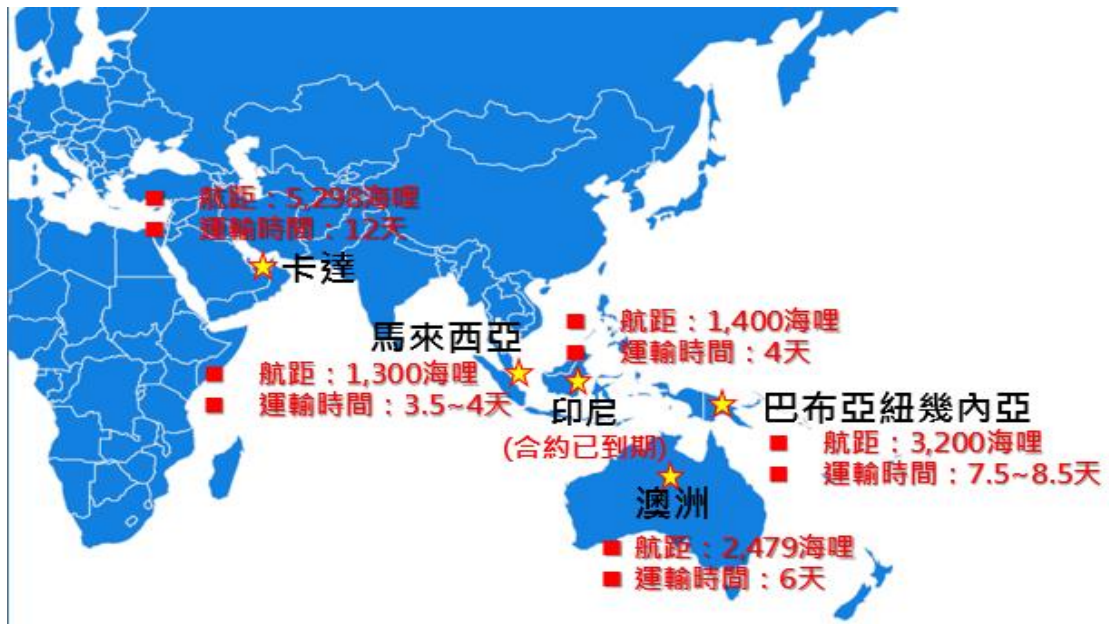 航距：5,298海哩
運輸時間：12天
卡達
馬來西亞
航距：1,300海哩
運輸時間：3.5~4天
航距：1,400海哩
運輸時間：4天
印尼
(合約已到期)
巴布亞紐幾內亞
航距：3,200海哩
運輸時間：7.5~8.5天
澳洲
航距：2,479海哩
運輸時間：6天